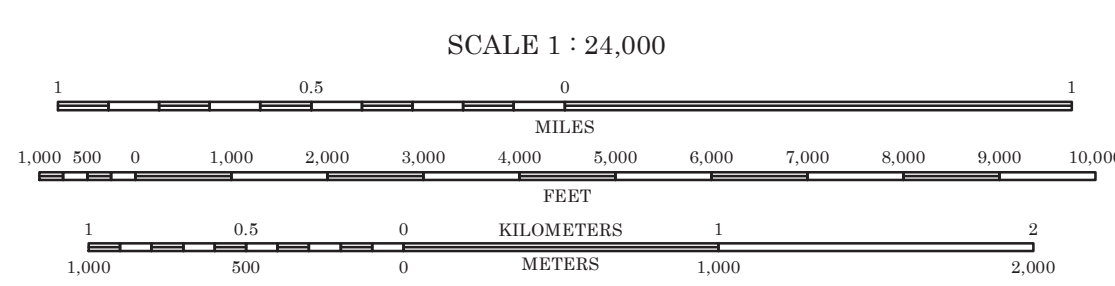 SCALE 1 : 24,000
1 0.5 0 1
MILES
1,000 500 0 1,000 2,000 3,000 4,000 5,000 6,000 7,000 8,000 9,000 10,000
FEET
1 0.5 0 KILOMETERS 1 2
1,000 500 0 METERS 1,000 2,000